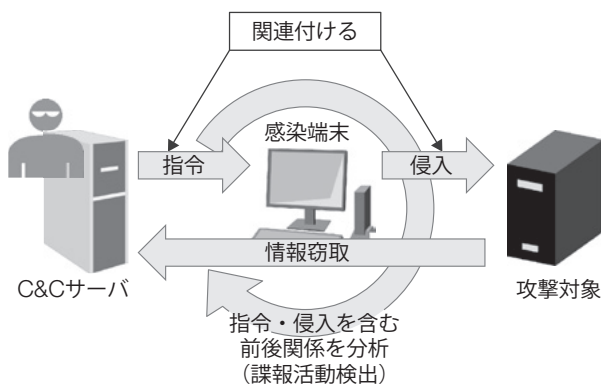 関連付ける
感染端末
指令
侵入
情報窃取
C&Cサーバ
攻撃対象
指令・侵入を含む
前後関係を分析
（諜報活動検出）